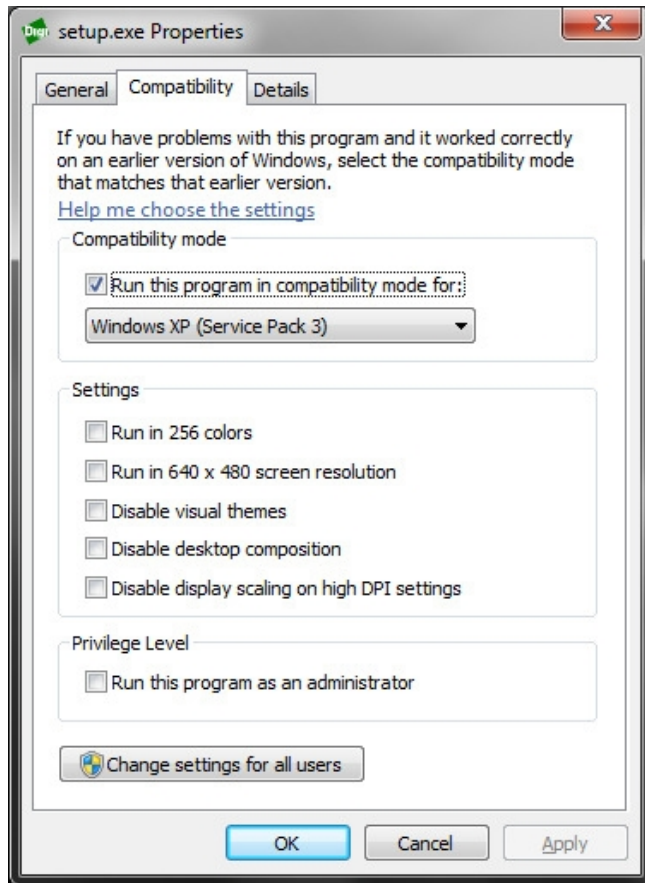 Digi setup.exe Properties
General Compatibility Details
If you have problems with this program and it worked correctly
on an earlier version of Windows, select the compatibility mode
that matches that earlier version.
Help me choose the settings
Compatibility mode
Run this program in compatibility mode for:
Windows XP (Service Pack 3)
Settings
Run in 256 colors
Run in 640 x 480 screen resolution
Disable visual themes
Disable desktop composition
Disable display scaling on high DPI settings
Privilege Level
Run this program as an administrator
Change settings for all users
OK Cancel Apply